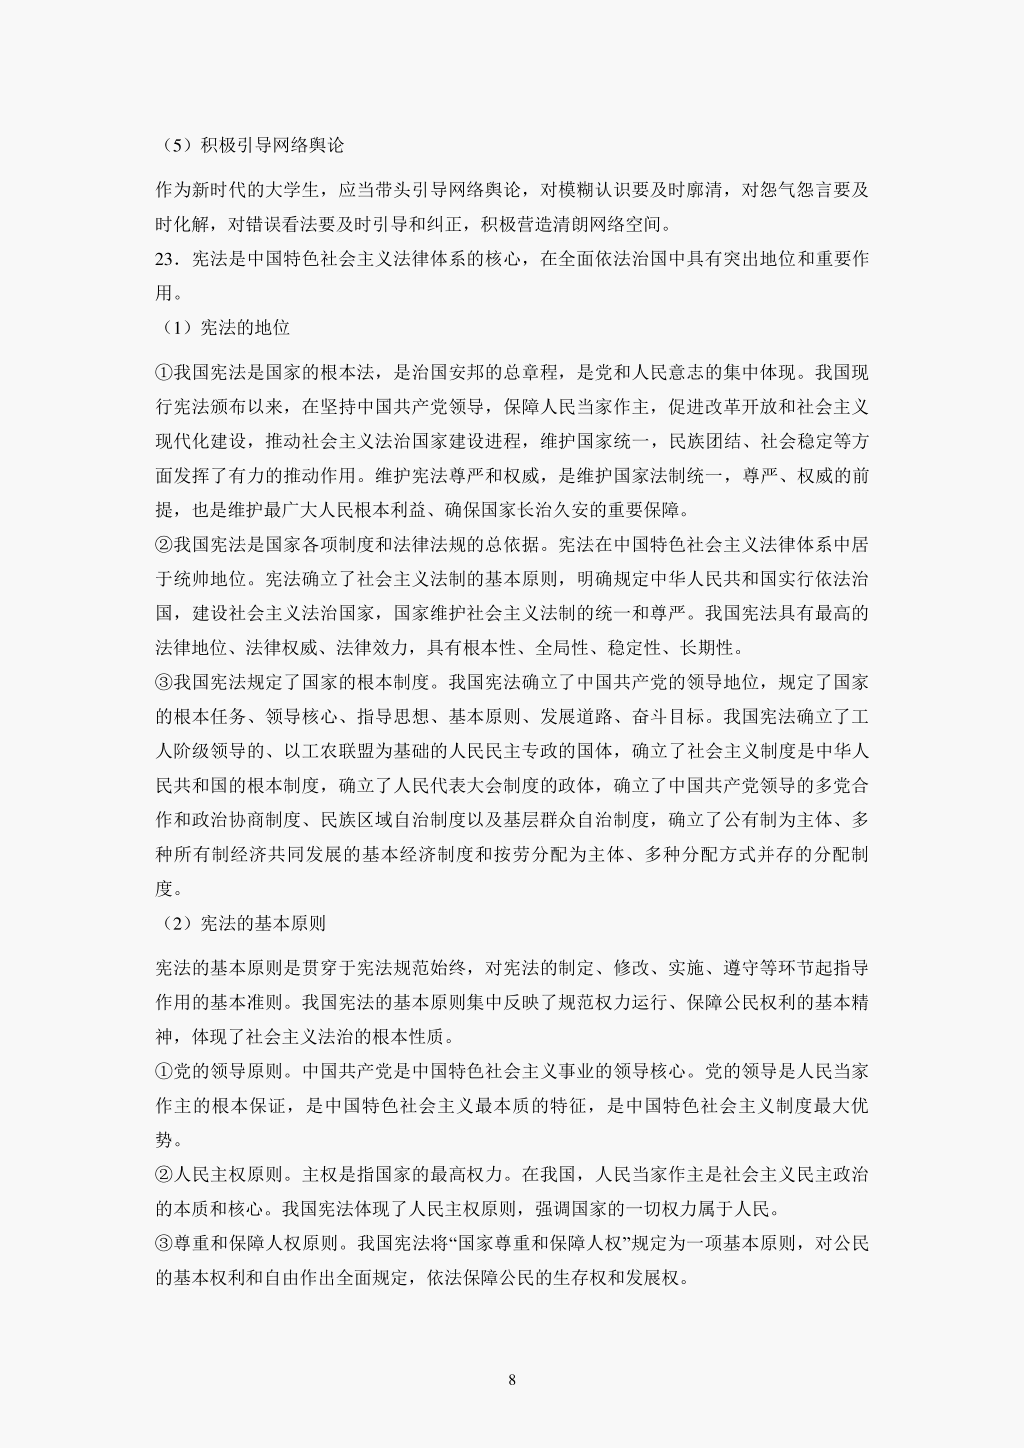 （5）积极引导网络舆论
作为新时代的大学生，应当带头引导网络舆论，对模糊认识要及时廓清，对怨气怨言要及
时化解，对错误看法要及时引导和纠正，积极营造清朗网络空间。
23．宪法是中国特色社会主义法律体系的核心，在全面依法治国中具有突出地位和重要作
用。
（1）宪法的地位
①我国宪法是国家的根本法，是治国安邦的总章程，是党和人民意志的集中体现。我国现
行宪法颁布以来，在坚持中国共产党领导，保障人民当家作主，促进改革开放和社会主义
现代化建设，推动社会主义法治国家建设进程，维护国家统一，民族团结、社会稳定等方
面发挥了有力的推动作用。维护宪法尊严和权威，是维护国家法制统一，尊严、权威的前
提，也是维护最广大人民根本利益、确保国家长治久安的重要保障。
②我国宪法是国家各项制度和法律法规的总依据。宪法在中国特色社会主义法律体系中居
于统帅地位。宪法确立了社会主义法制的基本原则，明确规定中华人民共和国实行依法治
国，建设社会主义法治国家，国家维护社会主义法制的统一和尊严。我国宪法具有最高的
法律地位、法律权威、法律效力，具有根本性、全局性、稳定性、长期性。
③我国宪法规定了国家的根本制度。我国宪法确立了中国共产党的领导地位，规定了国家
的根本任务、领导核心、指导思想、基本原则、发展道路、奋斗目标。我国宪法确立了工
人阶级领导的、以工农联盟为基础的人民民主专政的国体，确立了社会主义制度是中华人
民共和国的根本制度，确立了人民代表大会制度的政体，确立了中国共产党领导的多党合
作和政治协商制度、民族区域自治制度以及基层群众自治制度，确立了公有制为主体、多
种所有制经济共同发展的基本经济制度和按劳分配为主体、多种分配方式并存的分配制
度。
（2）宪法的基本原则
宪法的基本原则是贯穿于宪法规范始终，对宪法的制定、修改、实施、遵守等环节起指导
作用的基本准则。我国宪法的基本原则集中反映了规范权力运行、保障公民权利的基本精
神，体现了社会主义法治的根本性质。
①党的领导原则。中国共产党是中国特色社会主义事业的领导核心。党的领导是人民当家
作主的根本保证，是中国特色社会主义最本质的特征，是中国特色社会主义制度最大优
势。
②人民主权原则。主权是指国家的最高权力。在我国，人民当家作主是社会主义民主政治
的本质和核心。我国宪法体现了人民主权原则，强调国家的一切权力属于人民。
③尊重和保障人权原则。我国宪法将“国家尊重和保障人权”规定为一项基本原则，对公民
的基本权利和自由作出全面规定，依法保障公民的生存权和发展权。
8